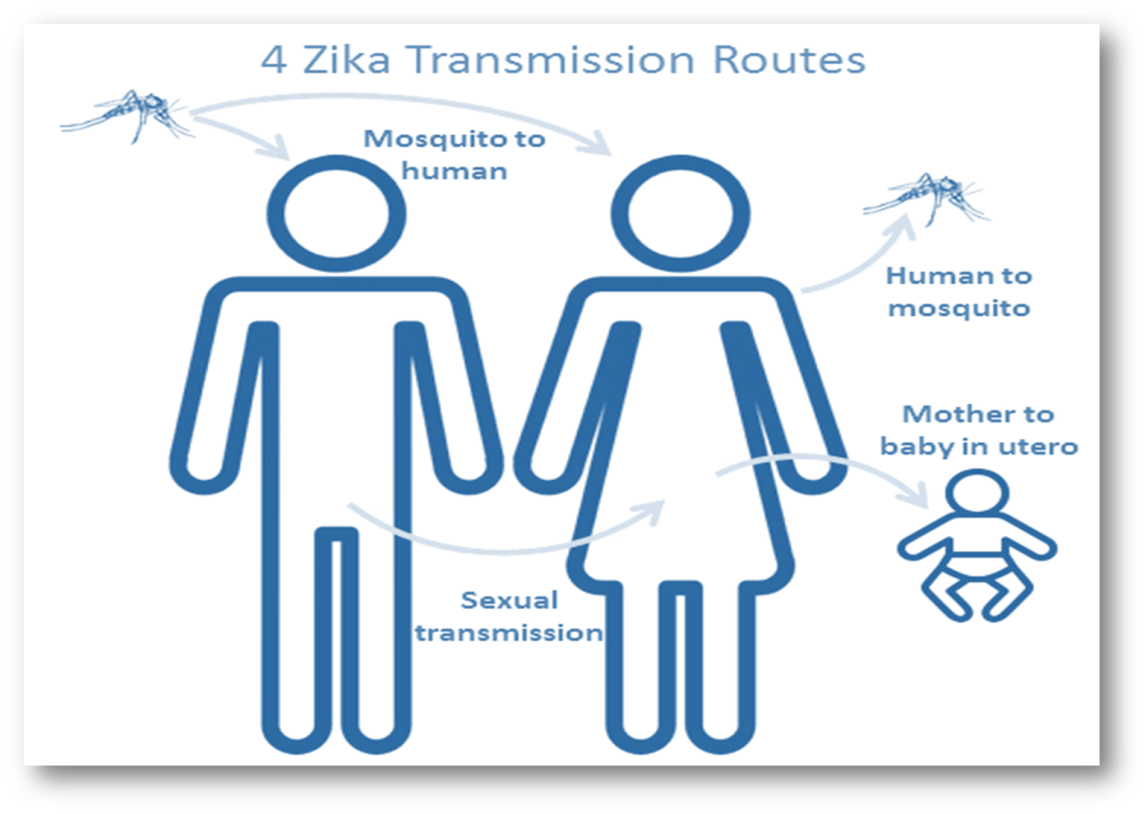 4 Zika Transmission Routes
Mosquito to
human
Human to
mosquito
Mother to
baby in utero
Sexual
transmission